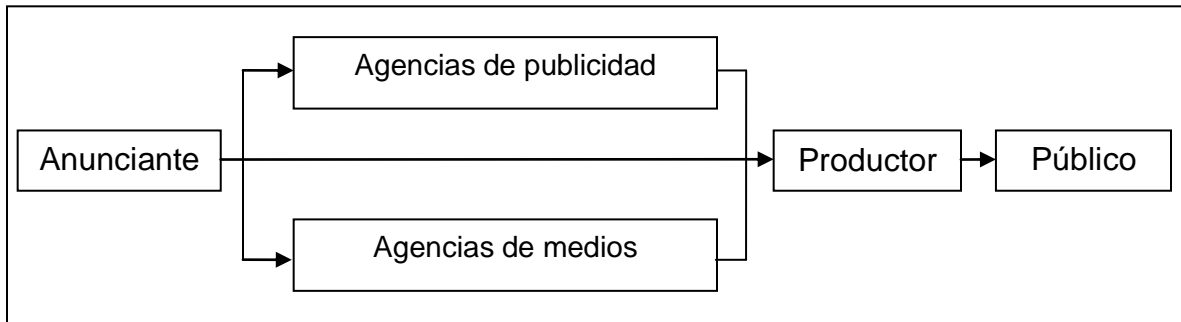 Agencias de publicidad
Anunciante
Productor
Público
Agencias de medios